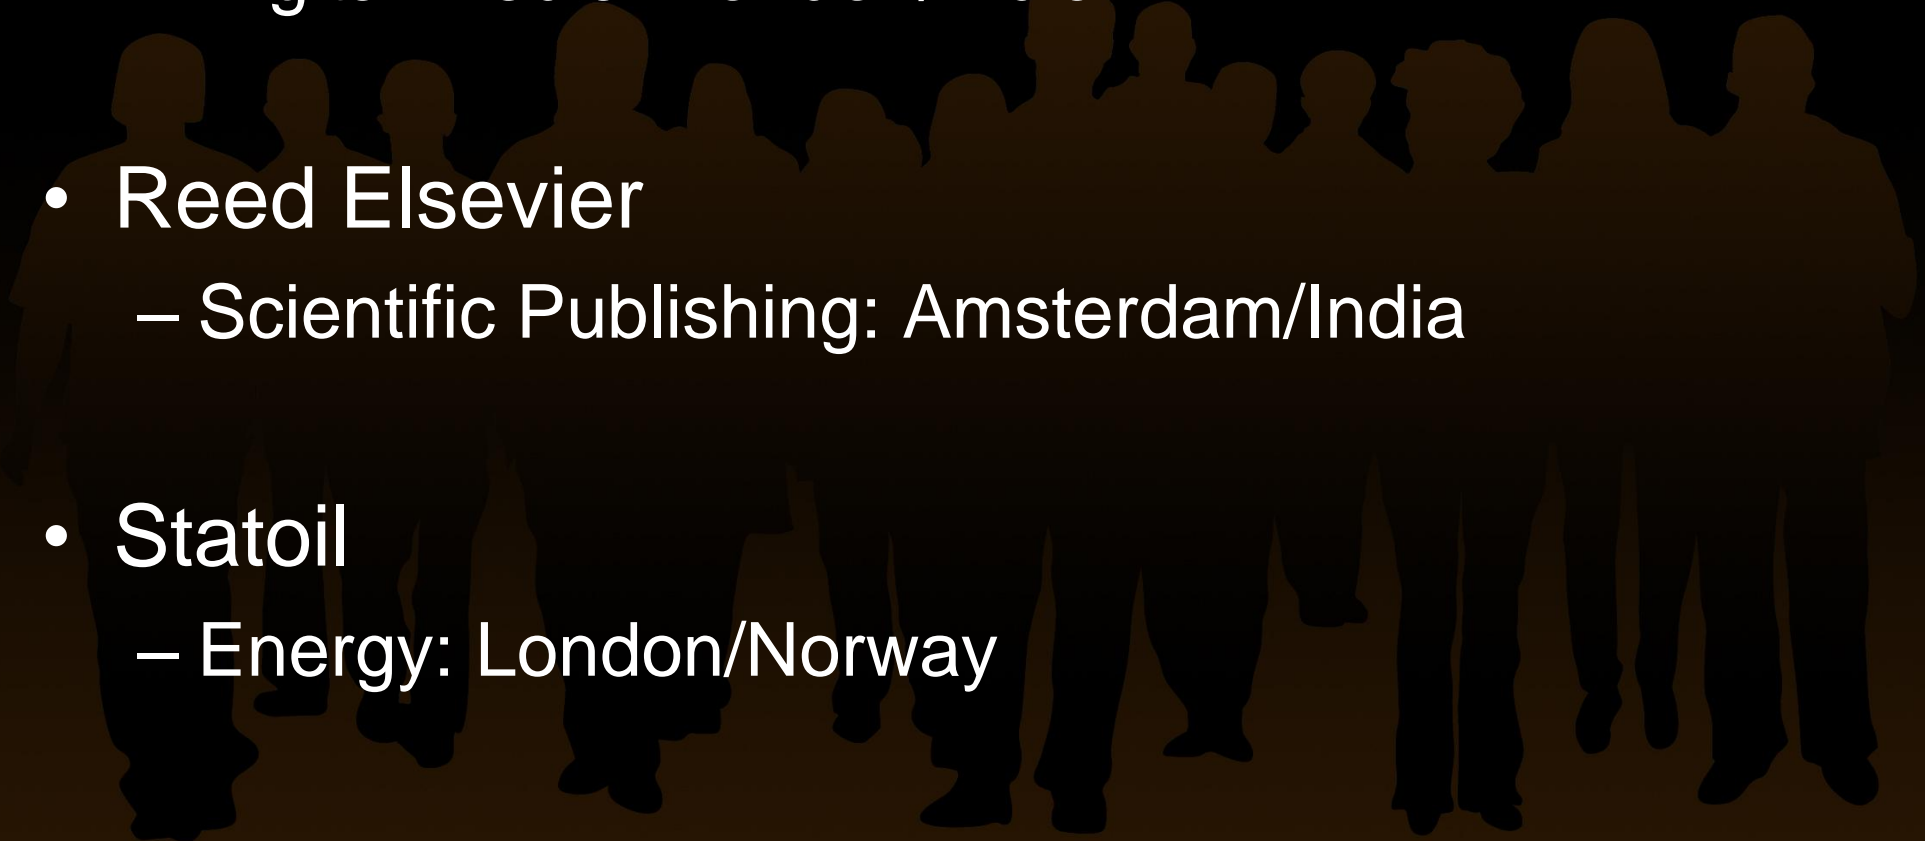 • Reed Elsevier
– Scientific Publishing: Amsterdam/India
• Statoil
– Energy: London/Norway